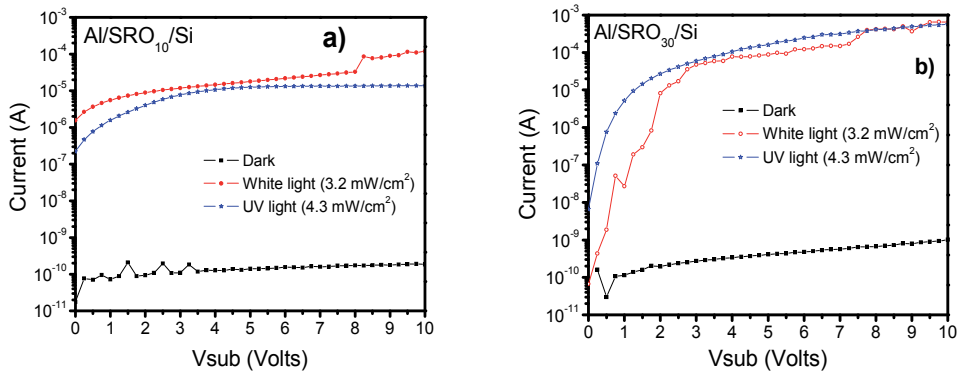 Al/SRO₁₀/Si
a)
10⁻³
10⁻⁴
10⁻⁵
10⁻⁶
10⁻⁷
10⁻⁸
10⁻⁹
10⁻¹⁰
10⁻¹¹
Current (A)
Dark
White light (3.2 mW/cm²)
UV light (4.3 mW/cm²)
0 1 2 3 4 5 6 7 8 9 10
Vsub (Volts)
Al/SRO₃₀/Si
b)
10⁻³
10⁻⁴
10⁻⁵
10⁻⁶
10⁻⁷
10⁻⁸
10⁻⁹
10⁻¹⁰
10⁻¹¹
Current (A)
Dark
White light (3.2 mW/cm²)
UV light (4.3 mW/cm²)
0 1 2 3 4 5 6 7 8 9 10
Vsub (Volts)